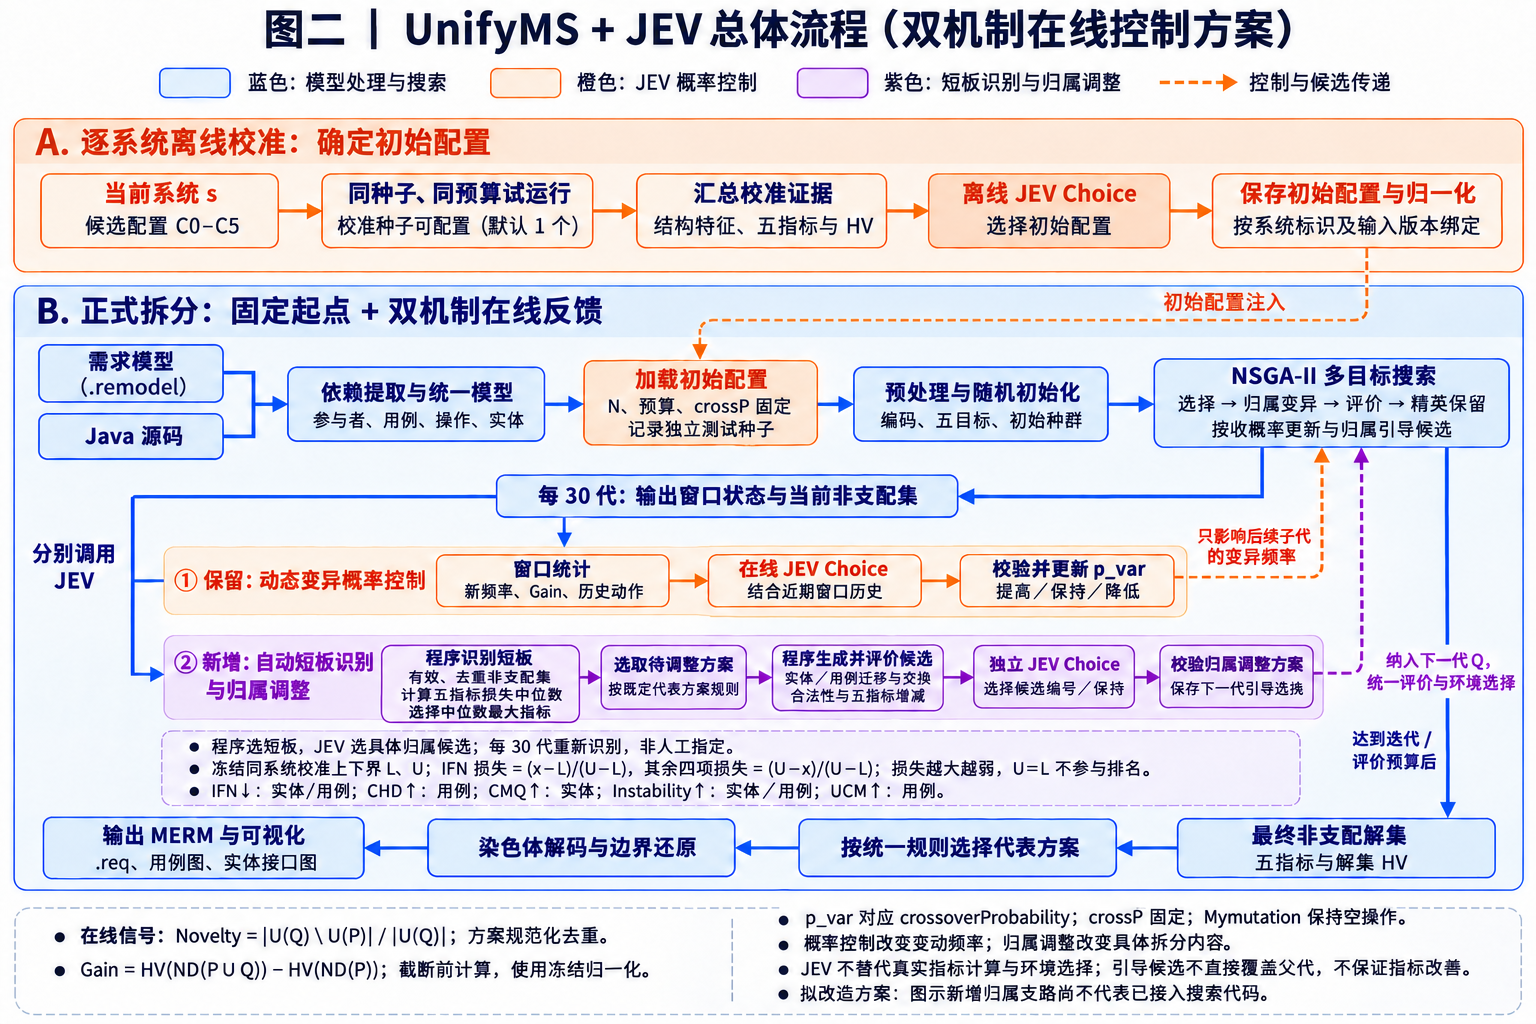 图二 | UnifyMS + JEV 总体流程（双机制在线控制方案）
蓝色：模型处理与搜索
橙色：JEV 概率控制
紫色：短板识别与归属调整
控制与候选传递
A. 逐系统离线校准：确定初始配置
当前系统 s
候选配置 C0–C5
同种子、同预算试运行
校准种子可配置（默认 1 个）
汇总校准证据
结构特征、五指标与 HV
离线 JEV Choice
选择初始配置
保存初始配置与归一化
按系统标识及输入版本绑定
初始配置注入
B. 正式拆分：固定起点 + 双机制在线反馈
需求模型
（.remodel）
Java 源码
依赖提取与统一模型
参与者、用例、操作、实体
加载初始配置
N、预算、crossP 固定
记录独立测试种子
预处理与随机初始化
编码、五目标、初始种群
NSGA-II 多目标搜索
选择 → 归属变异 → 评价 → 精英保留
按收概率更新与归属引导候选
每 30 代：输出窗口状态与当前非支配集
分别调用
JEV
① 保留：动态变异概率控制
窗口统计
新频率、Gain、历史动作
在线 JEV Choice
结合近期窗口历史
校验并更新 p_var
提高／保持／降低
只影响后续子代
的变异频率
② 新增：自动短板识别
与归属调整
程序识别短板
有效、去重非支配集
计算五指标损失中位数
选择中位数最大指标
选取待调整方案
按既定代表方案规则
程序生成并评价候选
实体／用例迁移与交换
合法性与五指标增减
独立 JEV Choice
选择候选编号／保持
校验归属调整方案
保存下一代引导选
纳入下一代 Q，
统一评价与环境选择
达到迭代 /
评价预算后
● 程序选短板，JEV 选具体归属候选；每 30 代重新识别，非人工指定。
● 冻结同系统校准上下界 L、U；IFN 损失 = (x−L)/(U−L)，其余四项损失 = (U−x)/(U−L)；损失越大越弱，U=L 不参与排名。
● IFN↓：实体/用例；CHD↑：用例；CMQ↑：实体；Instability↑：实体／用例；UCM↑：用例。
输出 MERM 与可视化
.req、用例图、实体接口图
染色体解码与边界还原
按统一规则选择代表方案
最终非支配解集
五指标与解集 HV
● 在线信号：Novelty = |U(Q) \ U(P)| / |U(Q)|；方案规范化去重。
● Gain = HV(ND(P ∪ Q)) − HV(ND(P))；截断前计算，使用冻结归一化。
● p_var 对应 crossoverProbability；crossP 固定；Mymutation 保持空操作。
● 概率控制改变变动频率；归属调整改变具体拆分内容。
● JEV 不替代真实指标计算与环境选择；引导候选不直接覆盖父代，不保证指标改善。
● 拟改造方案：图示新增归属支路尚不代表已接入搜索代码。